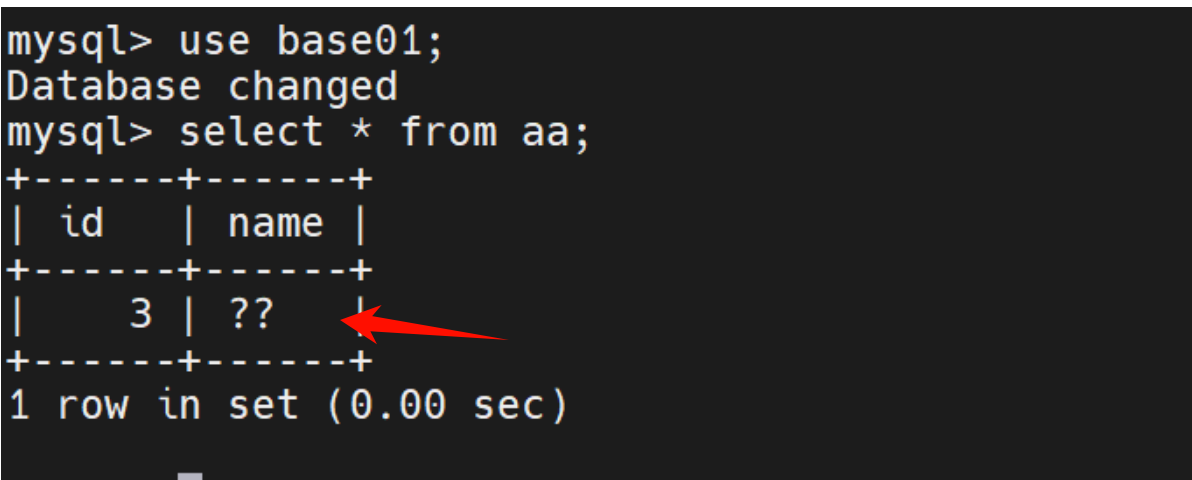 mysql> use base01;
Database changed
mysql> select * from aa;
+------+------+
| id   | name |
+------+------+
|    3 | ??   |
+------+------+
1 row in set (0.00 sec)